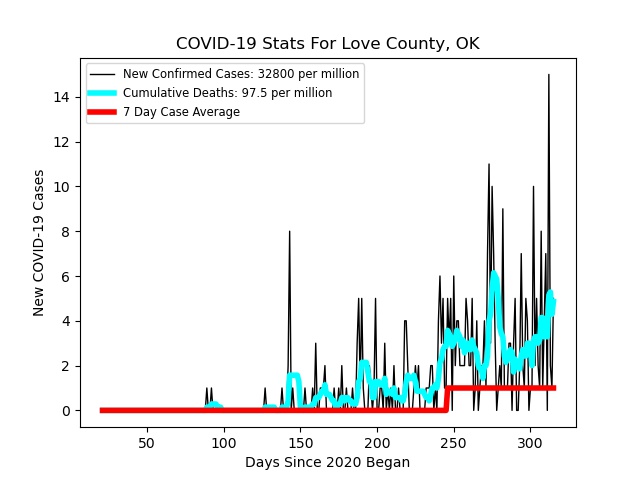 COVID-19 Stats For Love County, OK
New Confirmed Cases: 32800 per million
Cumulative Deaths: 97.5 per million
7 Day Case Average
New COVID-19 Cases
14
12
10
8
6
4
2
0
50 100 150 200 250 300
Days Since 2020 Began